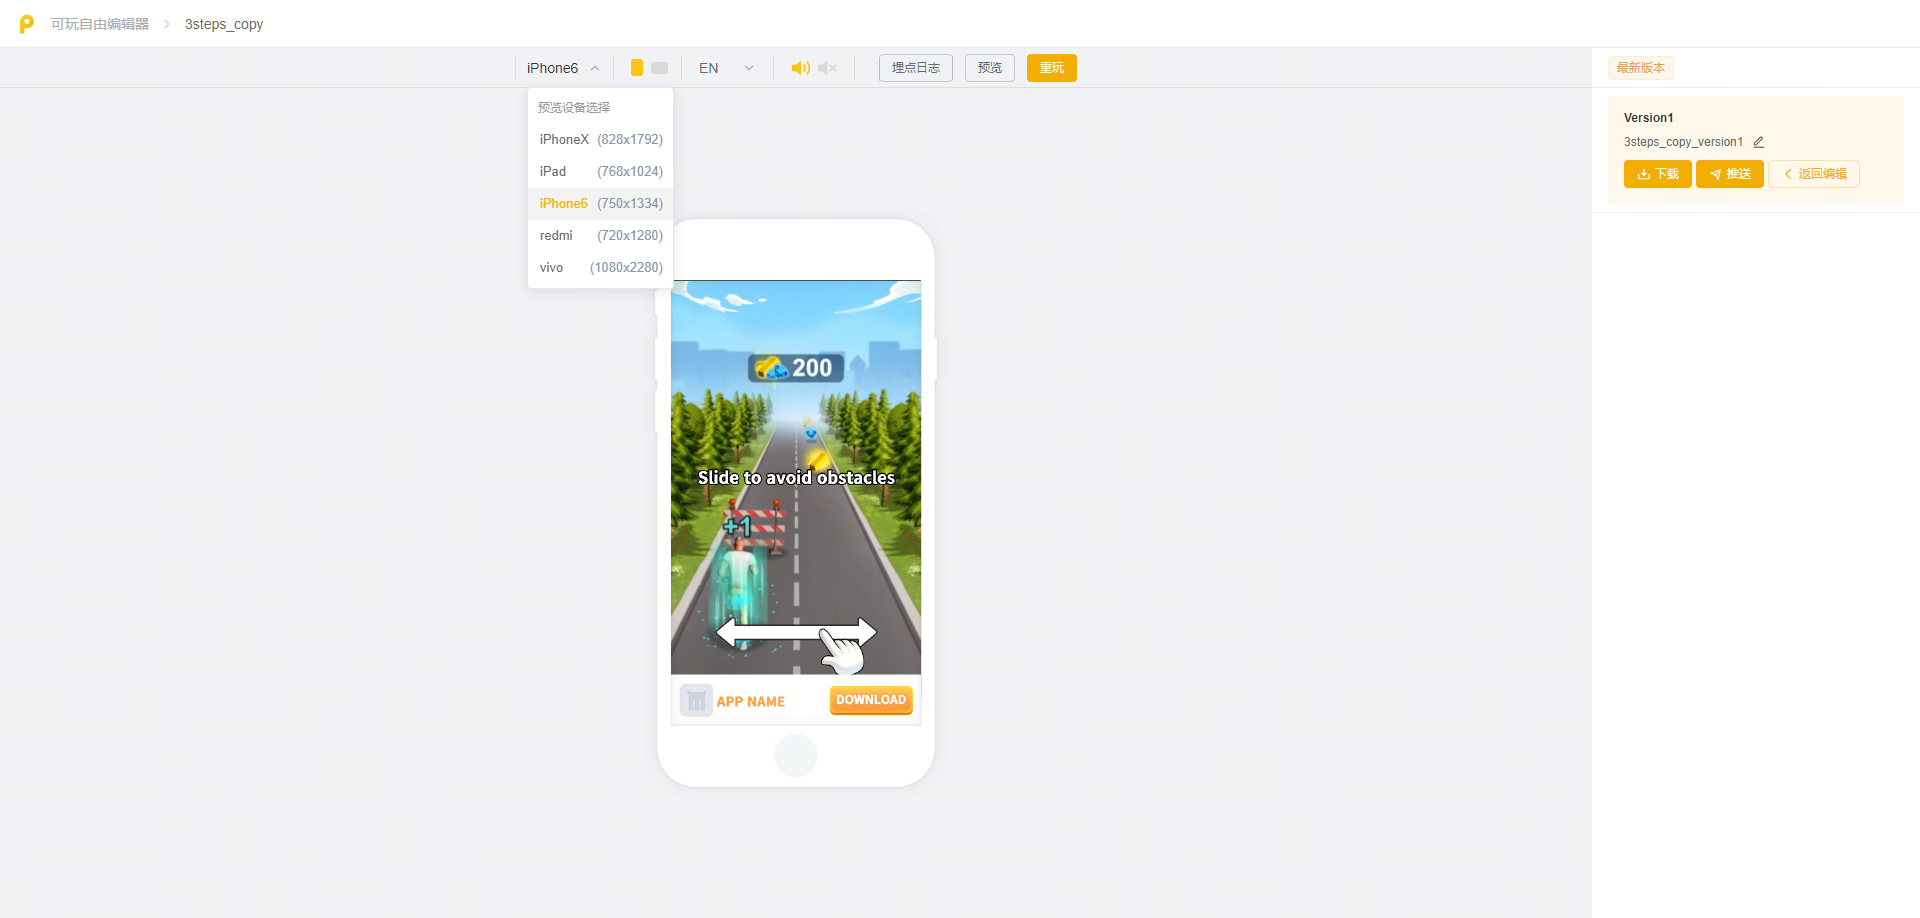 可玩自由编辑器 > 3steps_copy
iPhone6
EN
埋点日志
预览
重玩
最新版本
预览设备选择
iPhoneX (828x1792)
iPad (768x1024)
iPhone6 (750x1334)
redmi (720x1280)
vivo (1080x2280)
Version1
3steps_copy_version1
下载
推送
返回编辑
200
Slide to avoid obstacles
+1
APP NAME
DOWNLOAD